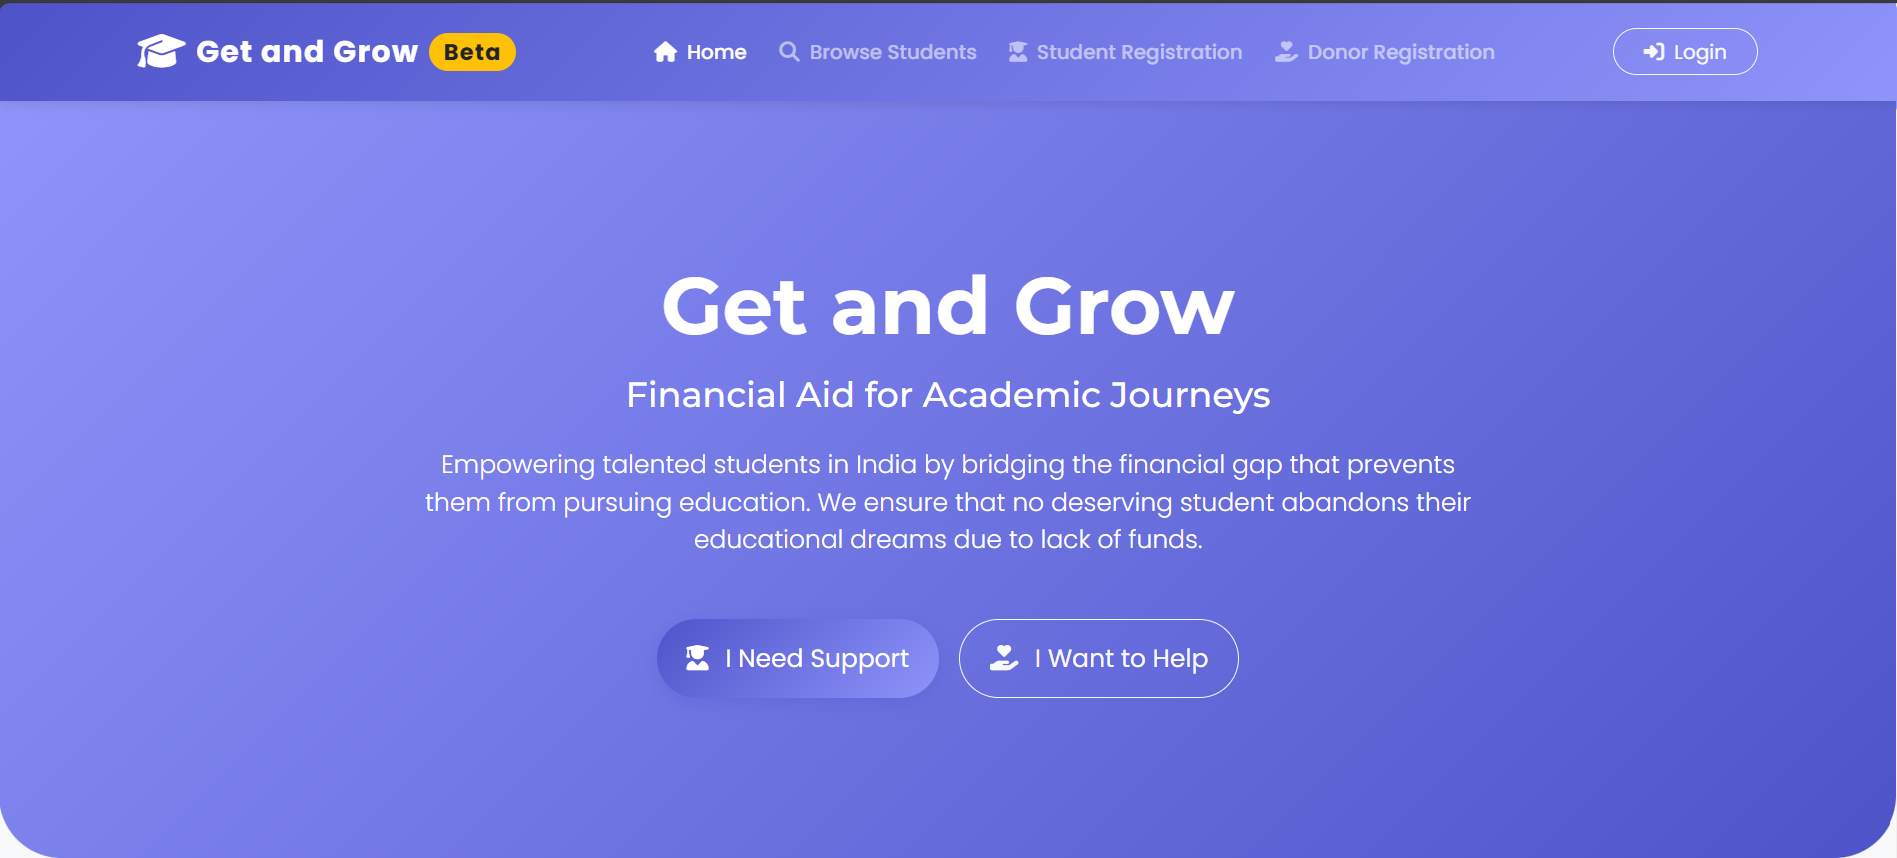 Get and Grow Beta
Home Browse Students Student Registration Donor Registration Login
Get and Grow
Financial Aid for Academic Journeys
Empowering talented students in India by bridging the financial gap that prevents
them from pursuing education. We ensure that no deserving student abandons their
educational dreams due to lack of funds.
I Need Support
I Want to Help